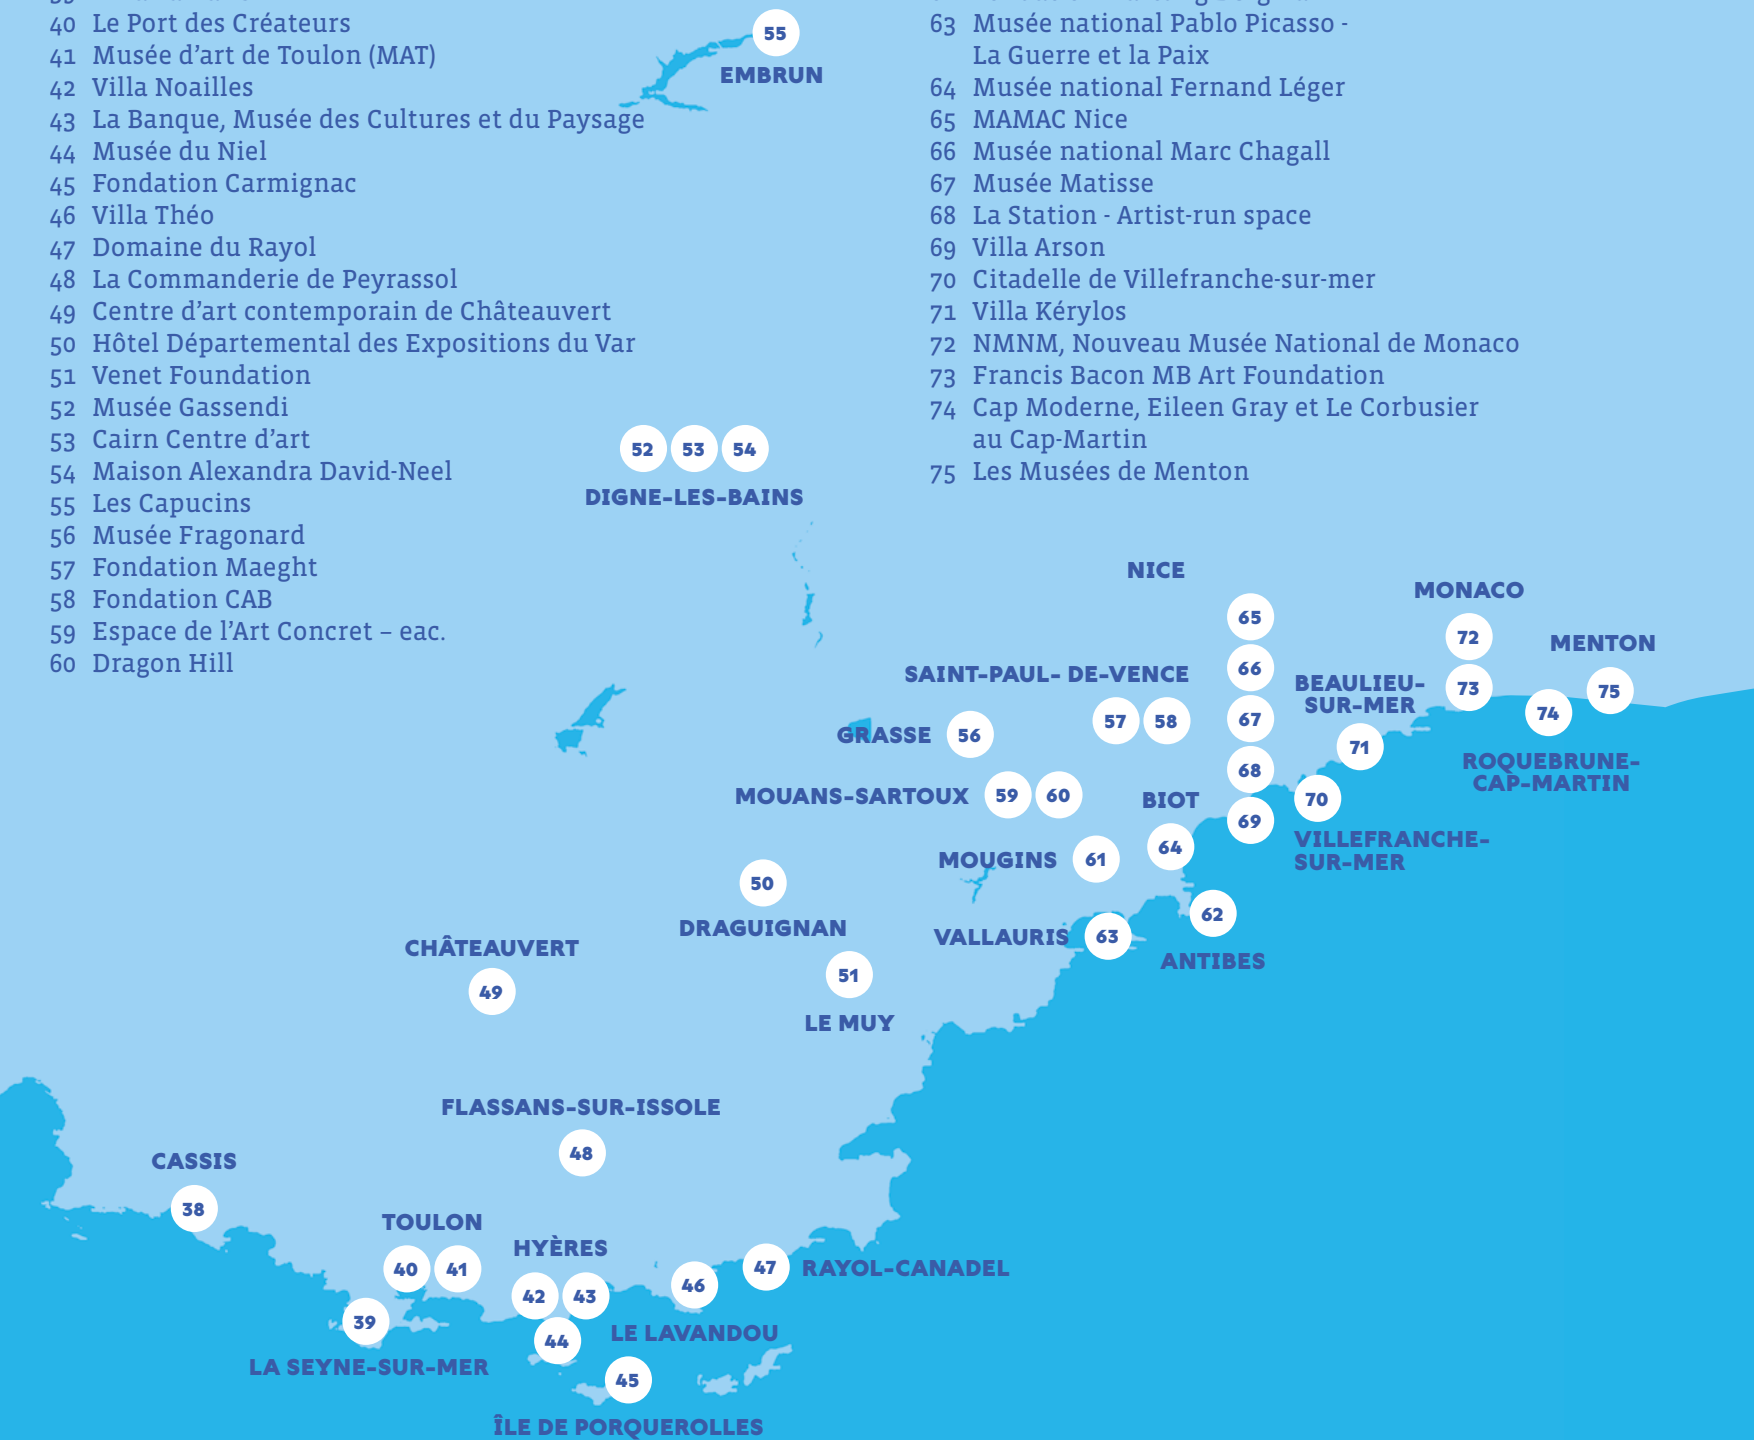 40 Le Port des Créateurs
41 Musée d’art de Toulon (MAT)
42 Villa Noailles
43 La Banque, Musée des Cultures et du Paysage
44 Musée du Niel
45 Fondation Carmignac
46 Villa Théo
47 Domaine du Rayol
48 La Commanderie de Peyrassol
49 Centre d’art contemporain de Châteauvert
50 Hôtel Départemental des Expositions du Var
51 Venet Foundation
52 Musée Gassendi
53 Cairn Centre d’art
54 Maison Alexandra David-Neel
55 Les Capucins
56 Musée Fragonard
57 Fondation Maeght
58 Fondation CAB
59 Espace de l’Art Concret – eac.
60 Dragon Hill
63 Musée national Pablo Picasso -
La Guerre et la Paix
64 Musée national Fernand Léger
65 MAMAC Nice
66 Musée national Marc Chagall
67 Musée Matisse
68 La Station - Artist-run space
69 Villa Arson
70 Citadelle de Villefranche-sur-mer
71 Villa Kérylos
72 NMNM, Nouveau Musée National de Monaco
73 Francis Bacon MB Art Foundation
74 Cap Moderne, Eileen Gray et Le Corbusier
au Cap-Martin
75 Les Musées de Menton
55
EMBRUN
52 53 54
DIGNE-LES-BAINS
NICE
65
66
67
68
69
MONACO
72
73
MENTON
75
74
ROQUEBRUNE-
CAP-MARTIN
BEAULIEU-
SUR-MER
71
70
VILLEFRANCHE-
SUR-MER
SAINT-PAUL- DE-VENCE
57 58
GRASSE 56
MOUANS-SARTOUX 59 60
BIOT
64
MOUGINS 61
62
ANTIBES
VALLAURIS 63
50
DRAGUIGNAN
51
LE MUY
CHÂTEAUVERT
49
FLASSANS-SUR-ISSOLE
48
CASSIS
38
TOULON
40 41
39
LA SEYNE-SUR-MER
HYÈRES
42 43
44
46
LE LAVANDOU
47 RAYOL-CANADEL
45
ÎLE DE PORQUEROLLES